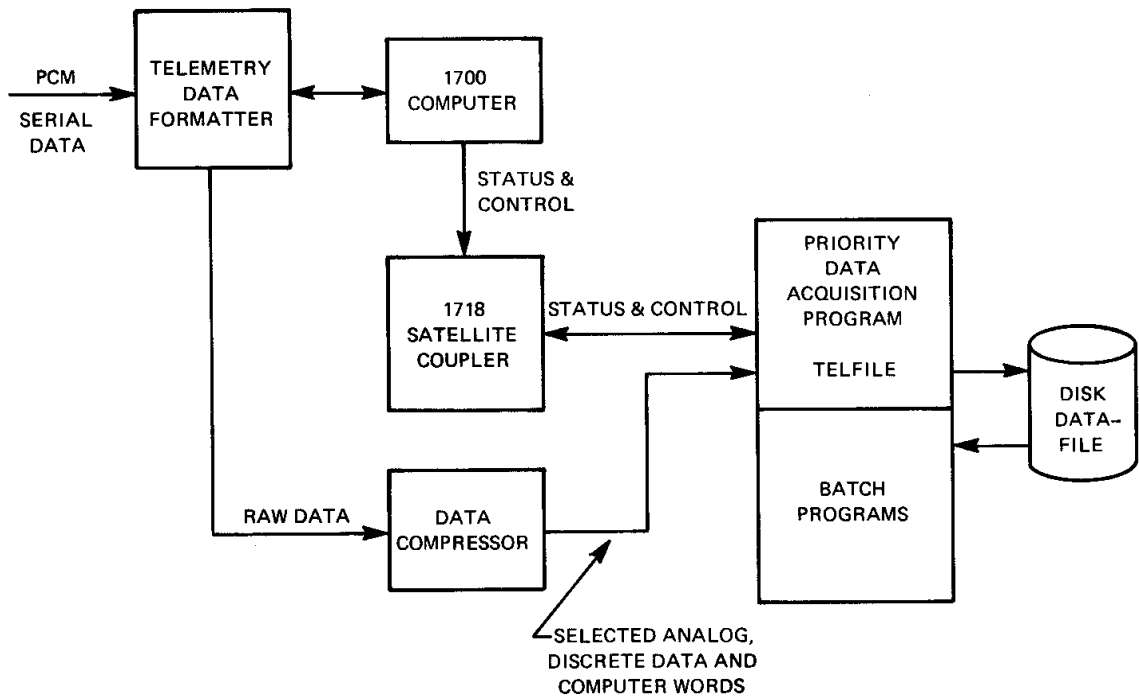 PCM
SERIAL
DATA
TELEMETRY
DATA
FORMATTER
1700
COMPUTER
STATUS &
CONTROL
1718
SATELLITE
COUPLER
STATUS & CONTROL
PRIORITY
DATA
ACQUISITION
PROGRAM
TELFILE
DISK
DATA-
FILE
BATCH
PROGRAMS
RAW DATA
DATA
COMPRESSOR
SELECTED ANALOG,
DISCRETE DATA AND
COMPUTER WORDS